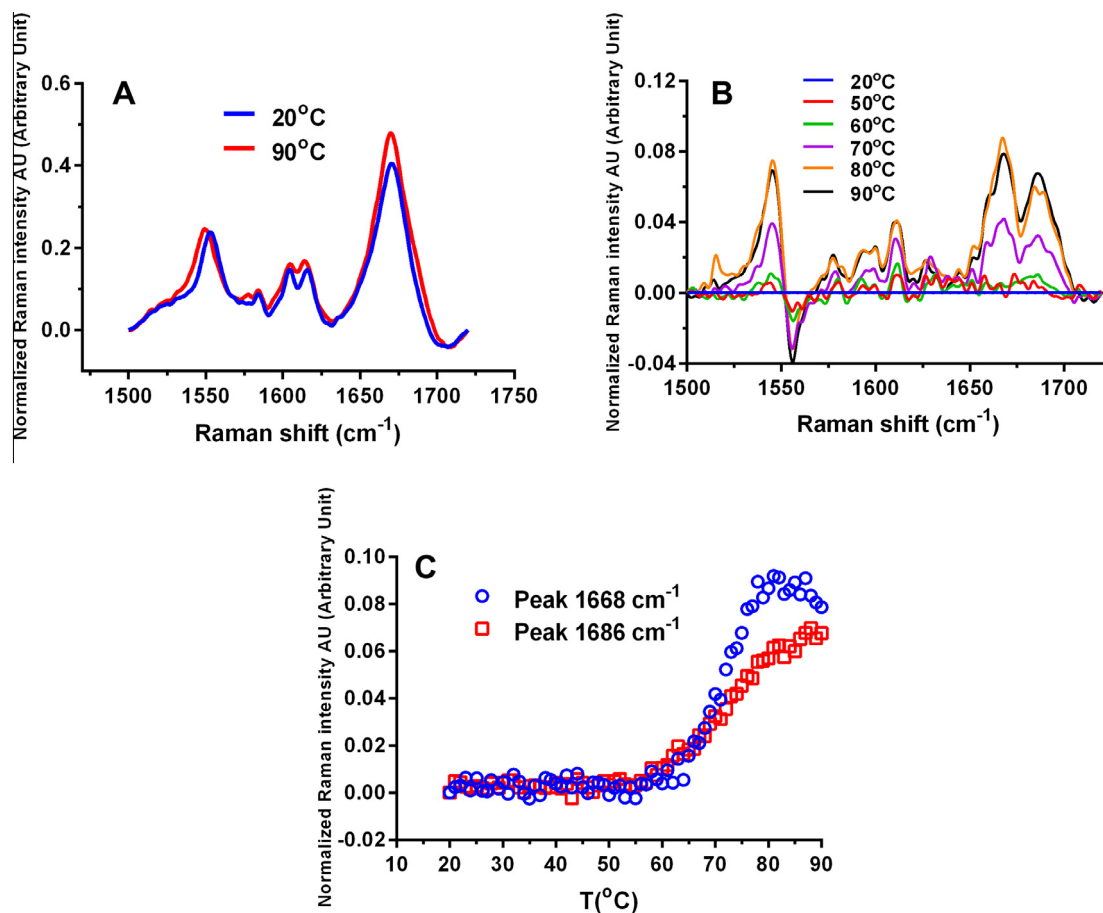 A
Normalized Raman intensity AU (Arbitrary Unit)
0.6
0.4
0.2
0.0
20°C
90°C
1500 1550 1600 1650 1700 1750
Raman shift (cm⁻¹)
B
Normalized Raman intensity AU (Arbitrary Unit)
0.12
0.08
0.04
0.00
-0.04
20°C
50°C
60°C
70°C
80°C
90°C
1500 1550 1600 1650 1700
Raman shift (cm⁻¹)
C
Normalized Raman intensity AU (Arbitrary Unit)
0.10
0.08
0.06
0.04
0.02
0.00
-0.02
Peak 1668 cm⁻¹
Peak 1686 cm⁻¹
10 20 30 40 50 60 70 80 90
T(°C)